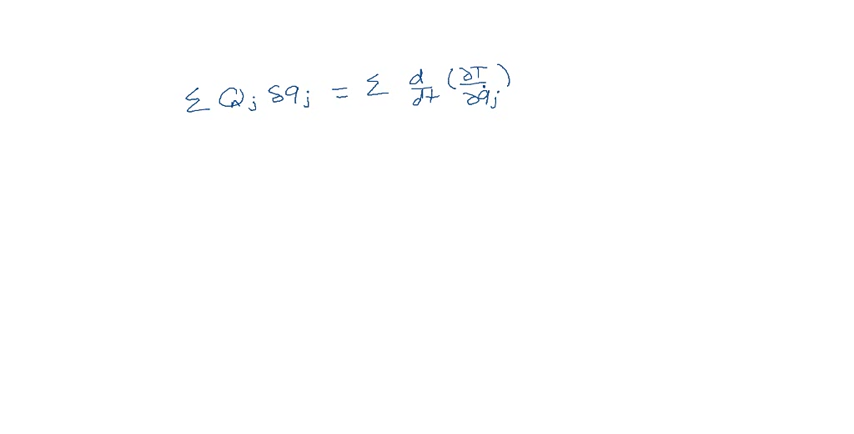 Σ Q_j δq_j = Σ d/dt (∂T/∂q̇_j)